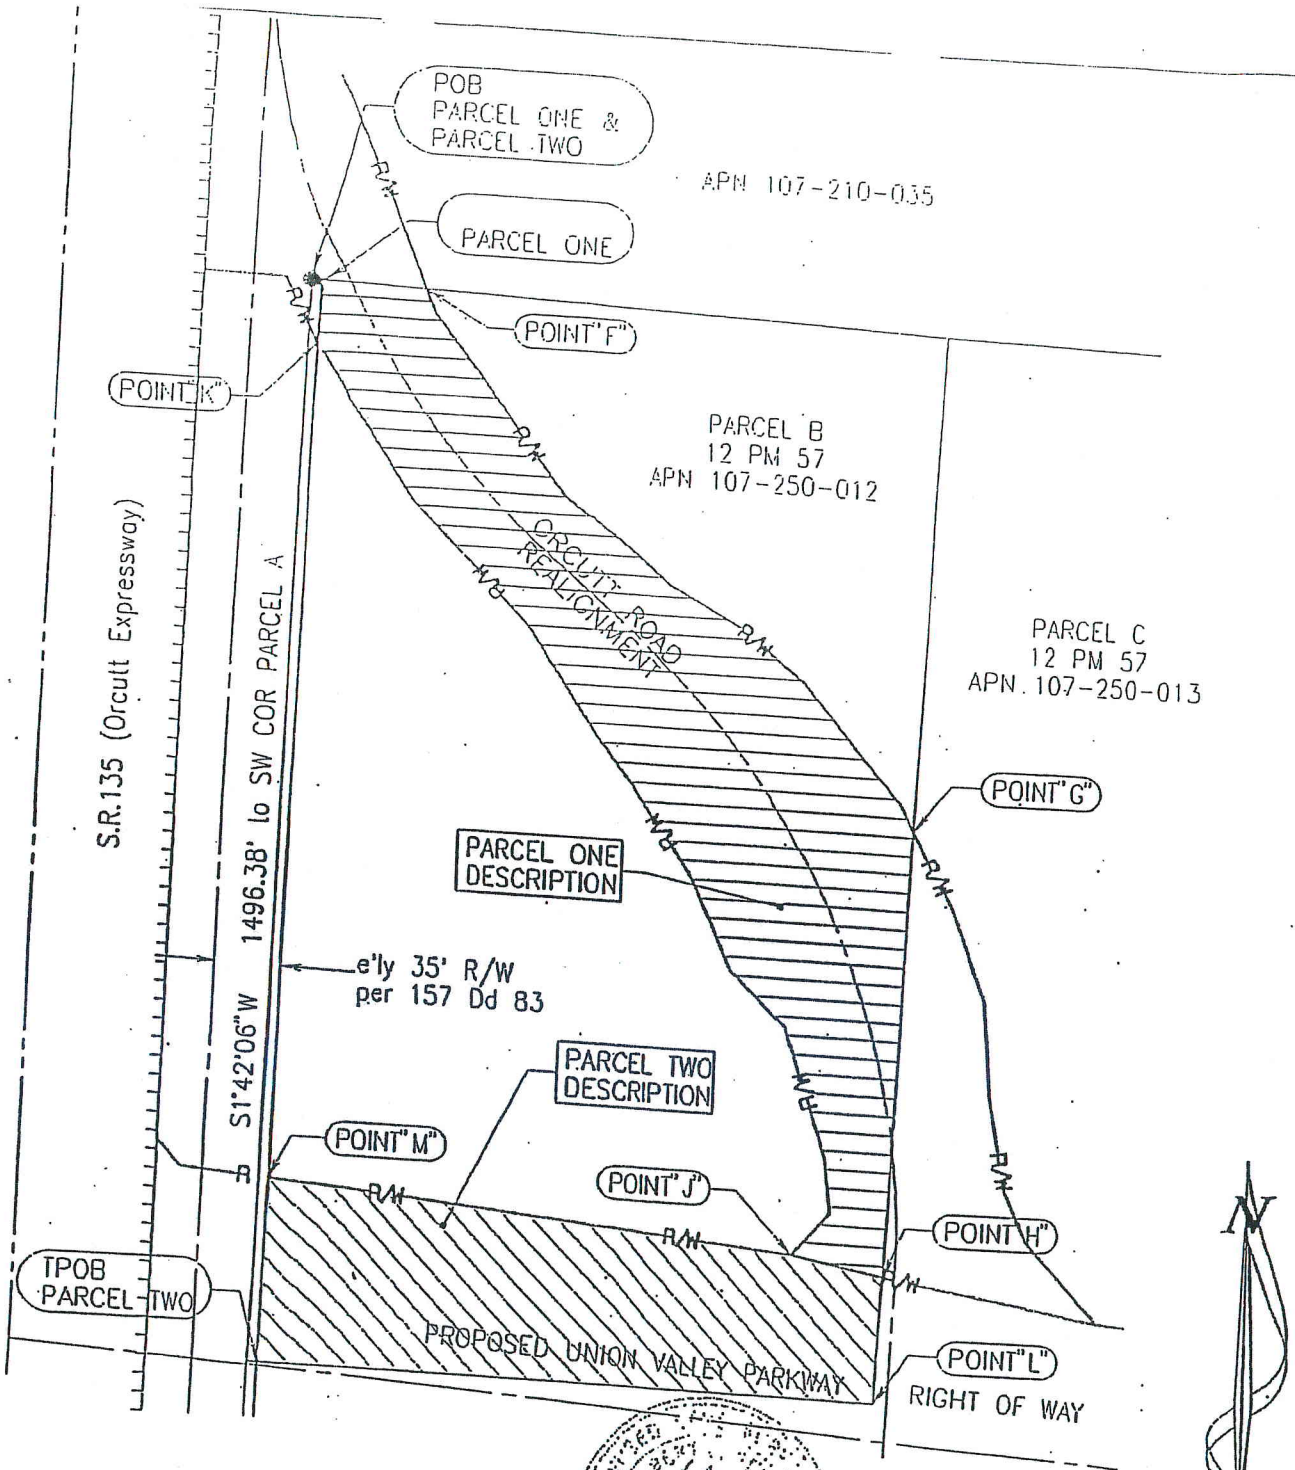 POB
PARCEL ONE &
PARCEL TWO
APN 107-210-035
R/W
PARCEL ONE
R/W
POINT"F"
POINT"K"
PARCEL B
12 PM 57
APN 107-250-012
R/W
ORCUTT ROAD
REALIGNMENT
R/W
R/W
PARCEL C
12 PM 57
APN. 107-250-013
S.R.135 (Orcutt Expressway)
S1°42'06"W 1496.38' to SW COR PARCEL A
POINT"G"
R/W
R/W
PARCEL ONE
DESCRIPTION
e'ly 35' R/W
per 157 Dd 83
PARCEL TWO
DESCRIPTION
R/W
POINT"M"
R
R/W
POINT"J"
R/W
R/W
POINT"H"
R/W
TPOB
PARCEL TWO
PROPOSED UNION VALLEY PARKWAY
POINT"L"
RIGHT OF WAY
N